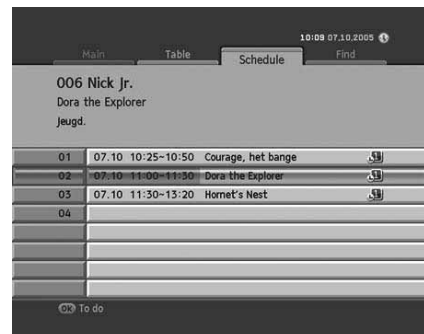 10:09 07.10.2005
Main Table Schedule Find
006 Nick Jr.
Dora the Explorer
Jeugd.
01 07.10 10:25~10:50 Courage, het bange
02 07.10 11:00~11:30 Dora the Explorer
03 07.10 11:30~13:20 Hornet's Nest
04
OK To do